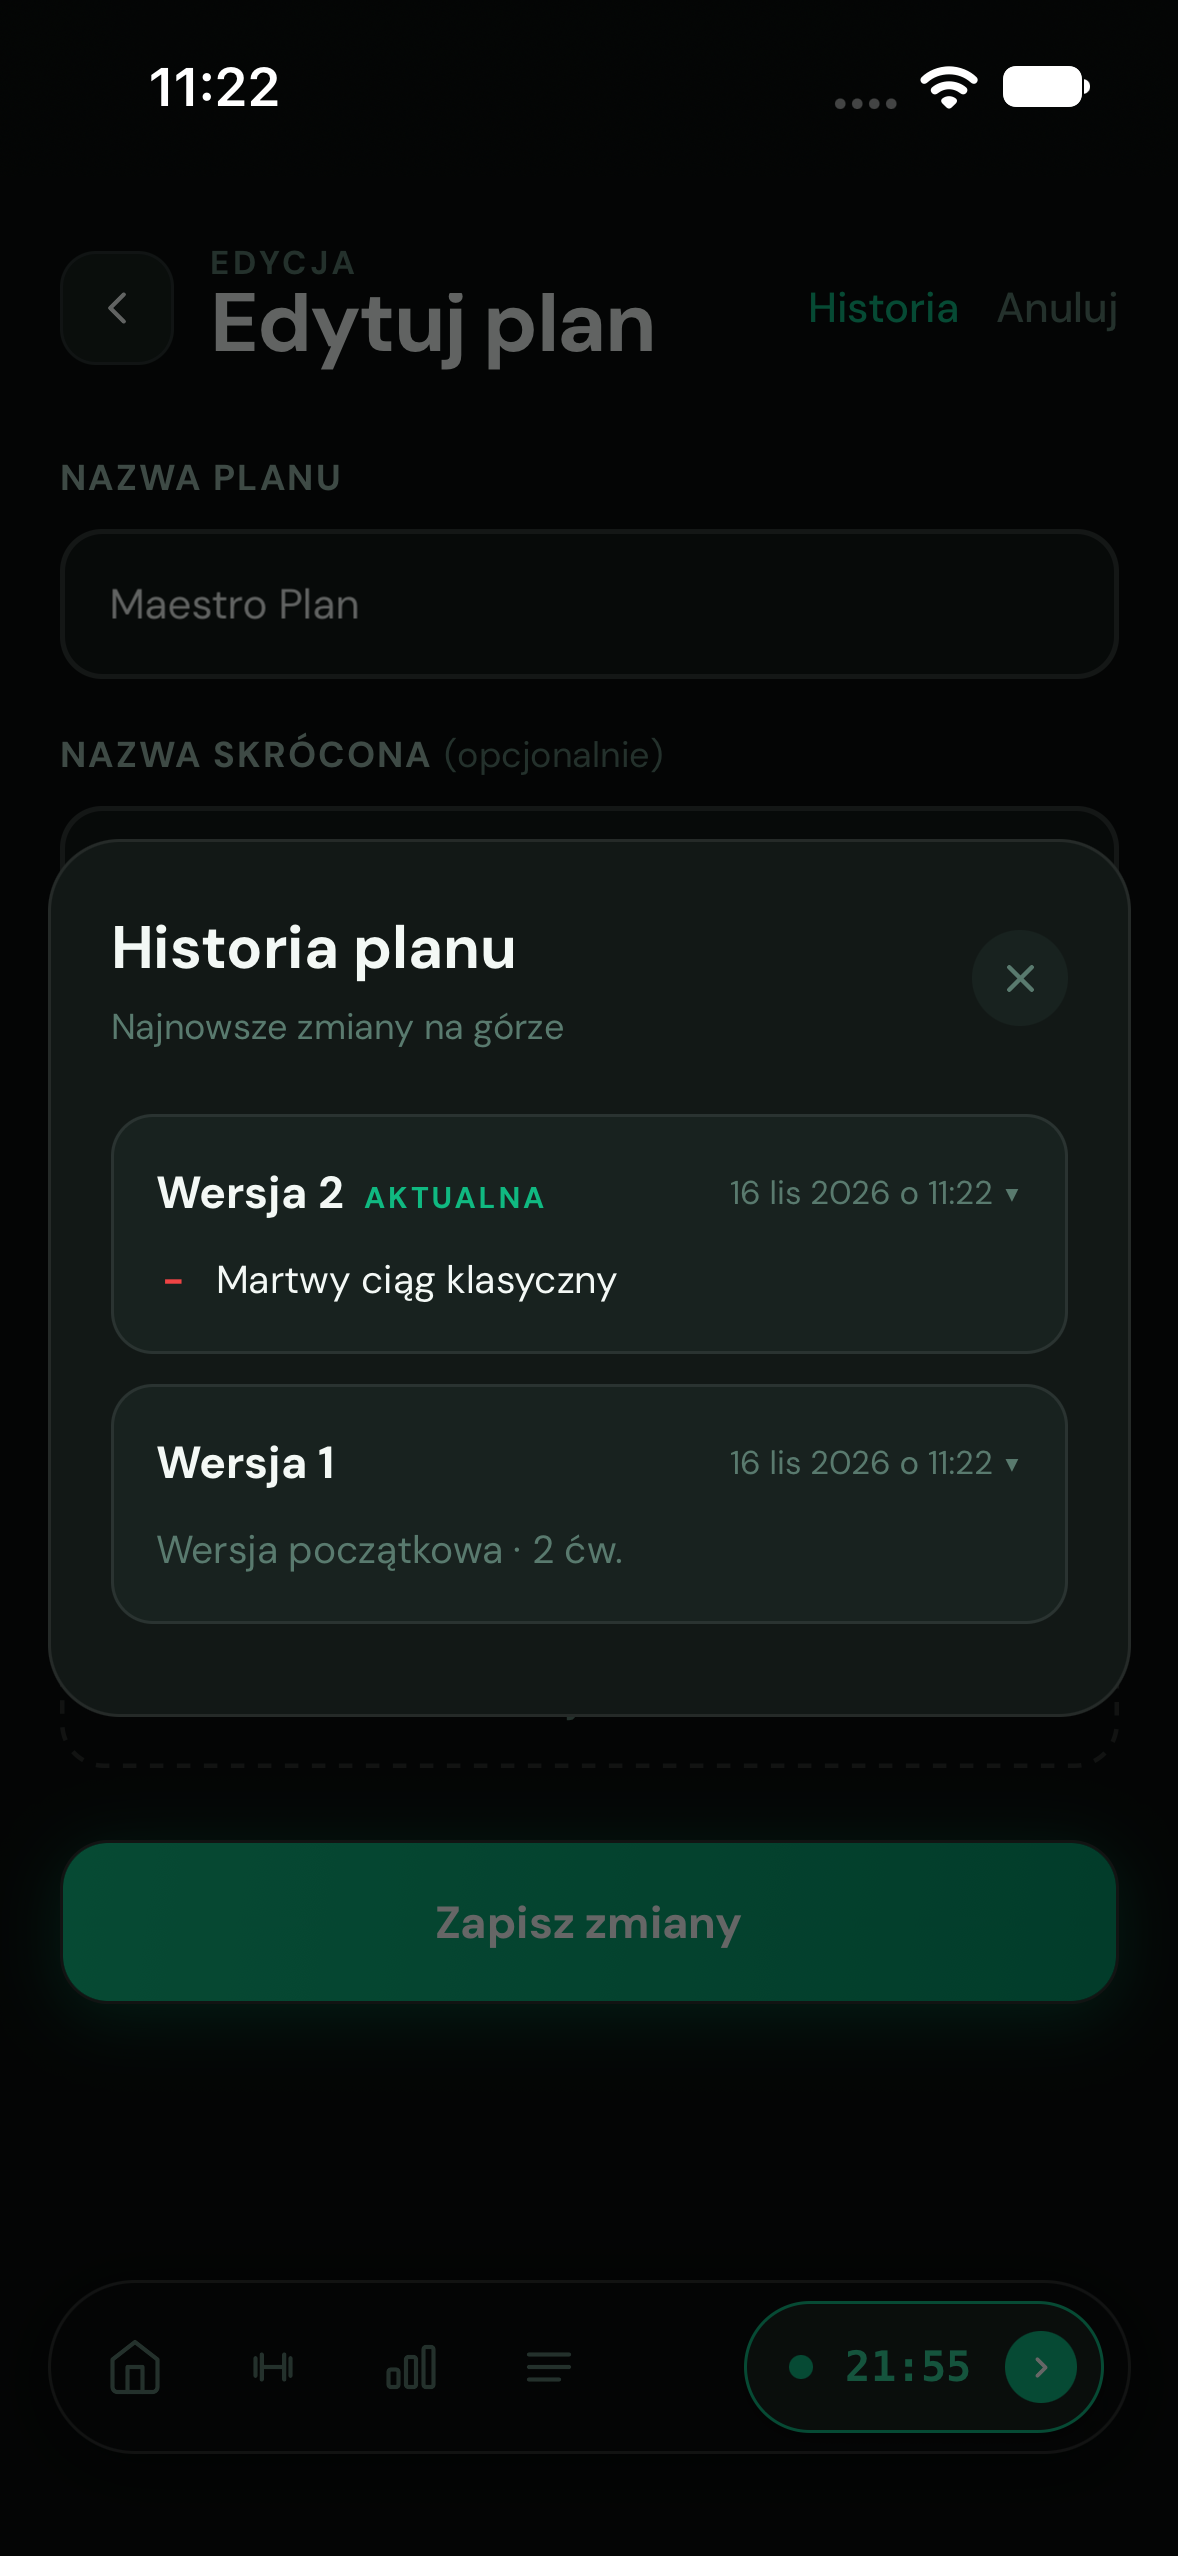 11:22
EDYCJA
Edytuj plan
Historia
Anuluj
NAZWA PLANU
Maestro Plan
NAZWA SKRÓCONA (opcjonalnie)
Historia planu
Najnowsze zmiany na górze
Wersja 2 AKTUALNA
16 lis 2026 o 11:22 ▾
− Martwy ciąg klasyczny
Wersja 1
16 lis 2026 o 11:22 ▾
Wersja początkowa · 2 ćw.
Zapisz zmiany
21:55